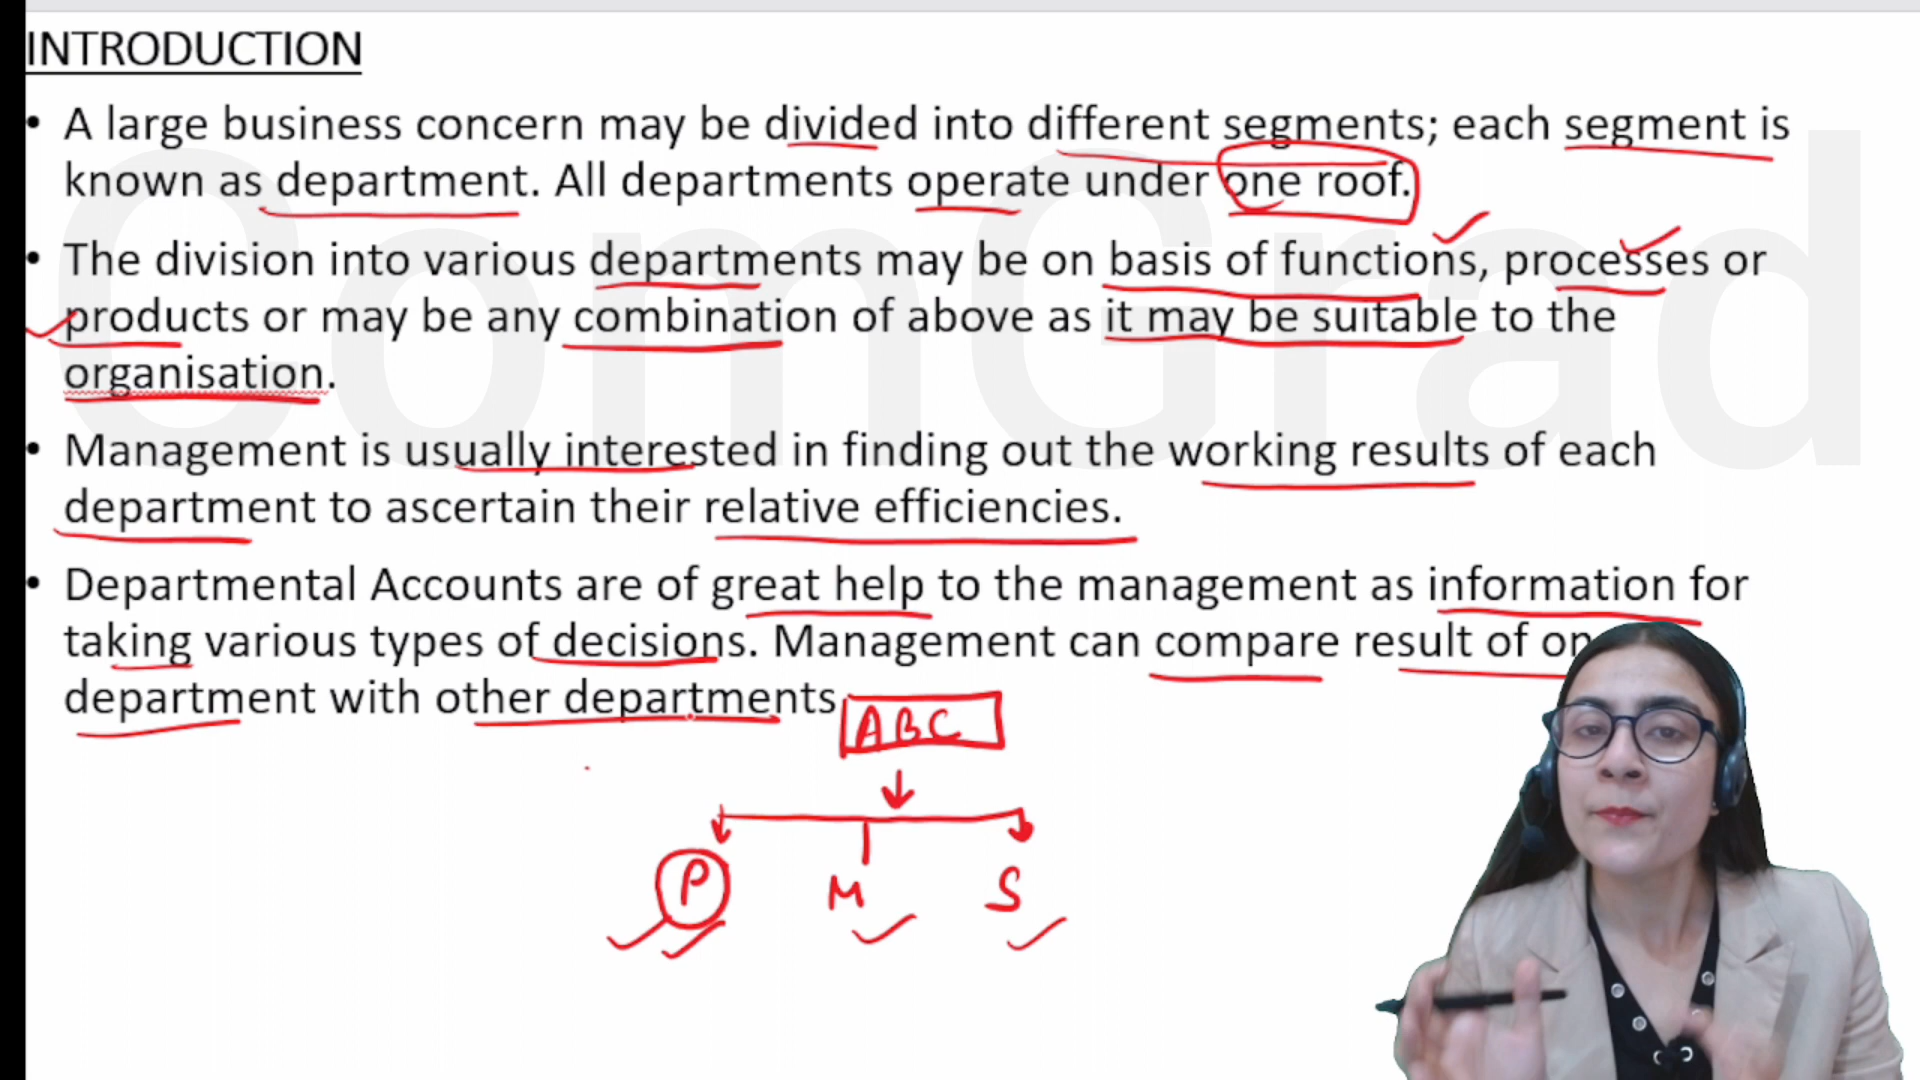 INTRODUCTION
• A large business concern may be divided into different segments; each segment is
known as department. All departments operate under one roof.
• The division into various departments may be on basis of functions, processes or
products or may be any combination of above as it may be suitable to the
organisation.
• Management is usually interested in finding out the working results of each
department to ascertain their relative efficiencies.
• Departmental Accounts are of great help to the management as information for
taking various types of decisions. Management can compare result of
department with other departments
ABC
P M S
ComGrad